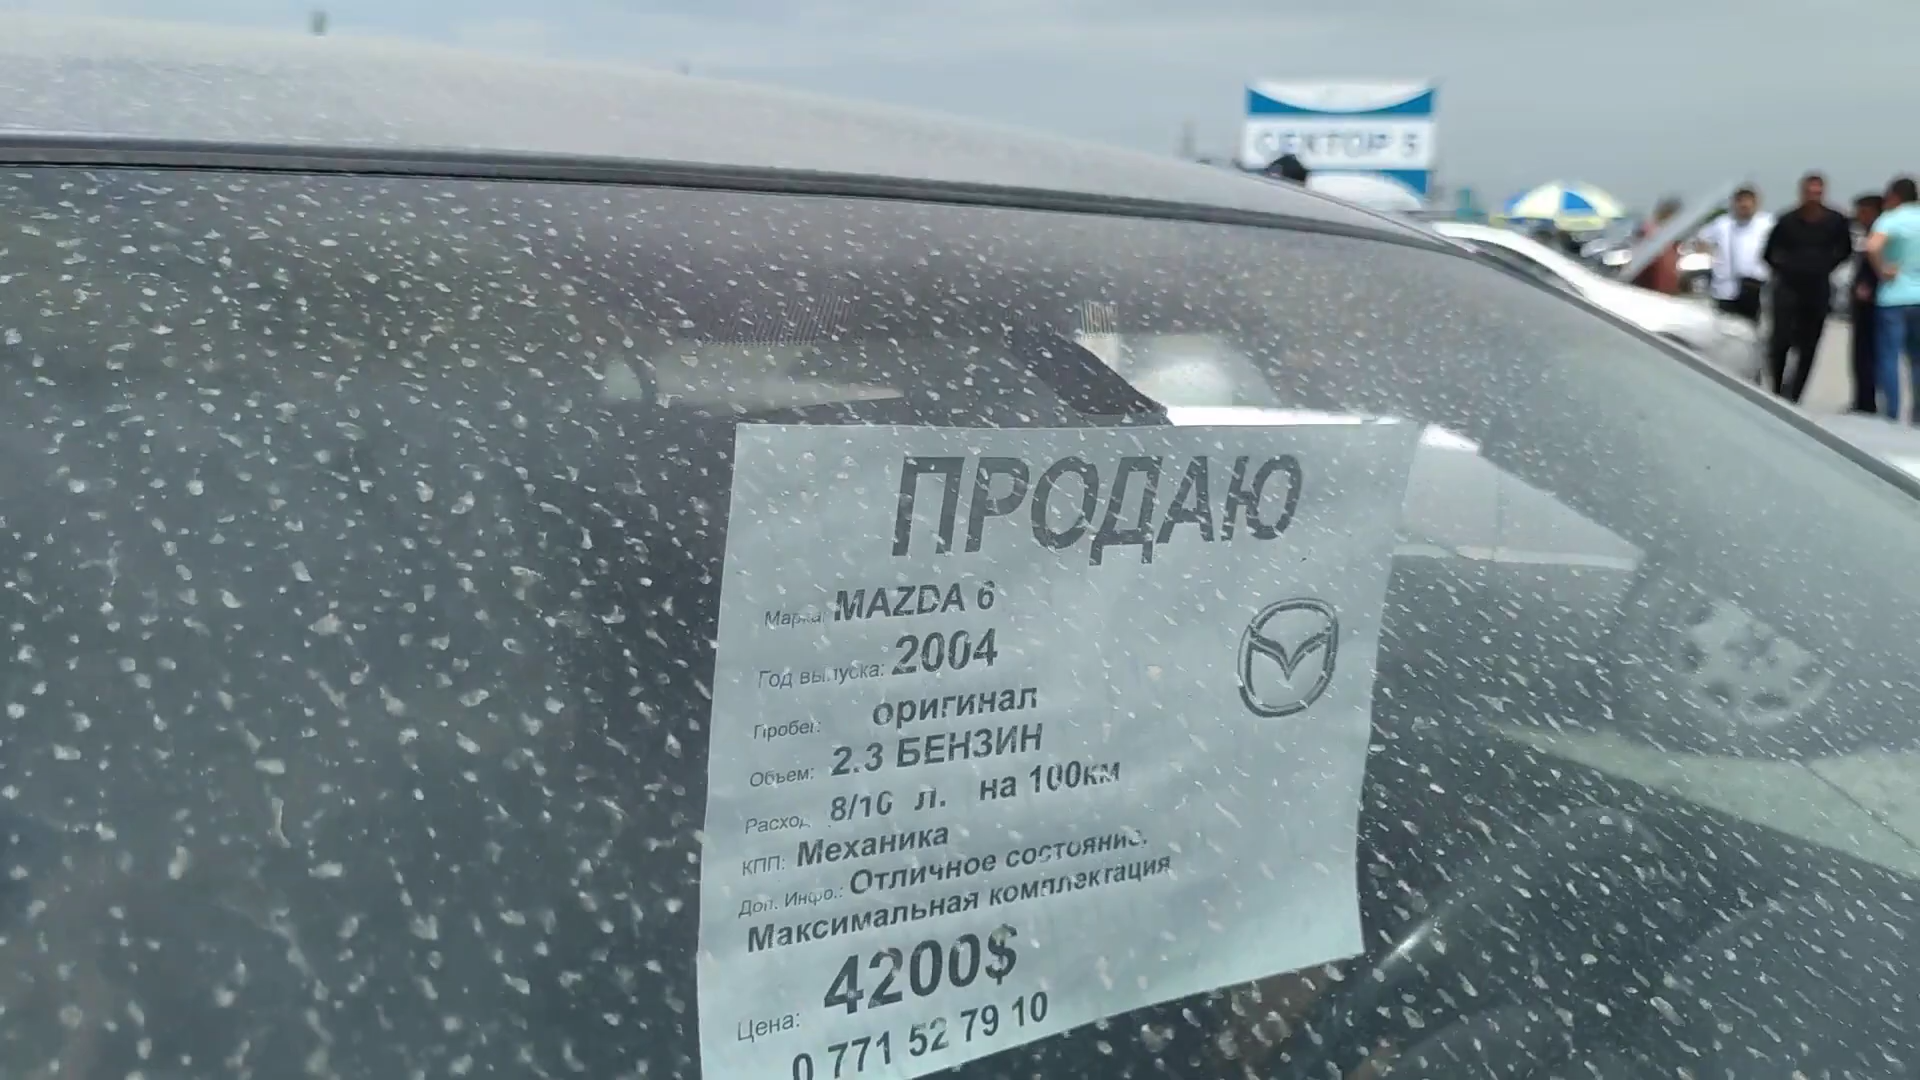 СЕКТОР 5
ПРОДАЮ
Марка: MAZDA 6
Год выпуска: 2004
Пробег: оригинал
Объем: 2.3 БЕНЗИН
Расход 8/10 л. на 100км
КПП: Механика
Доп. Инфо.: Отличное состояние.
Максимальная комплектация
Цена: 4200$
0 771 52 79 10